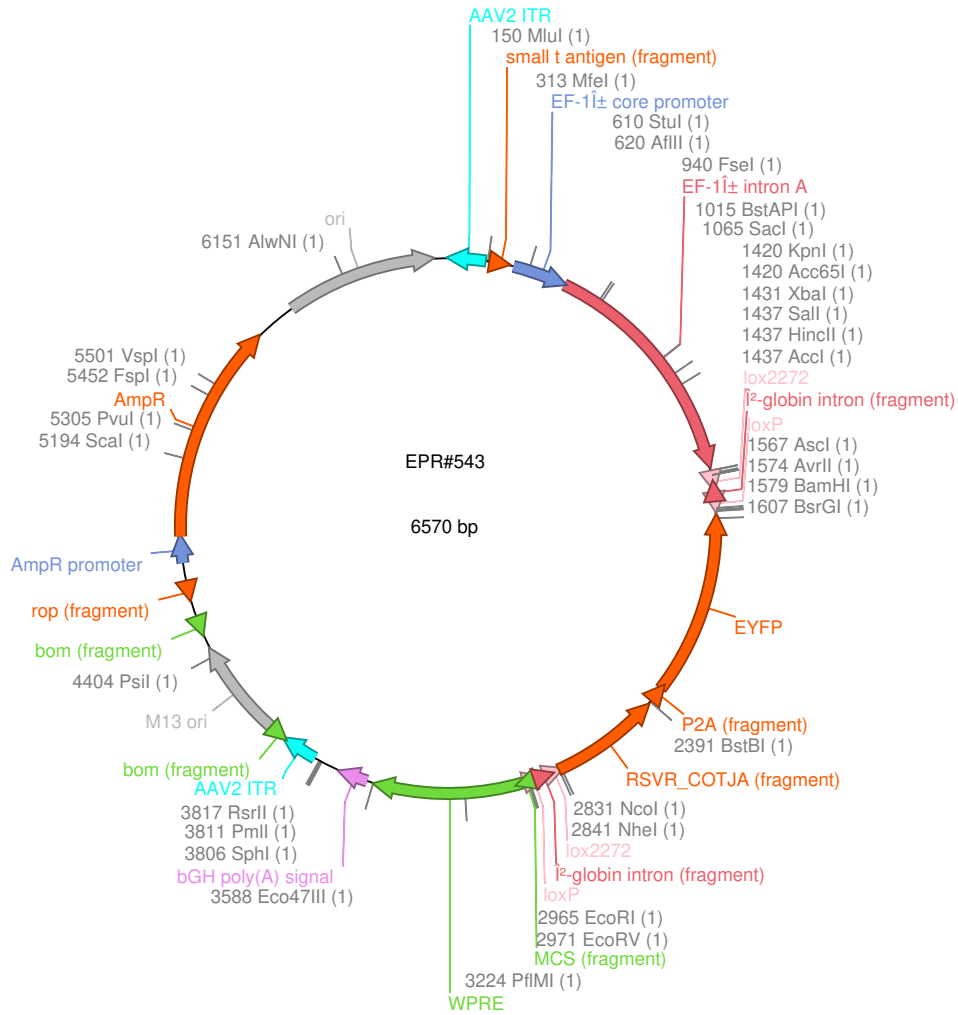 AAV2 ITR
150 MluI (1)
small t antigen (fragment)
313 MfeI (1)
EF-1Î± core promoter
610 StuI (1)
620 AflII (1)
940 FseI (1)
EF-1Î± intron A
1015 BstAPI (1)
1065 SacI (1)
1420 KpnI (1)
1420 Acc65I (1)
1431 XbaI (1)
1437 SalI (1)
1437 HincII (1)
1437 AccI (1)
lox2272
Î²-globin intron (fragment)
loxP
1567 AscI (1)
1574 AvrII (1)
1579 BamHI (1)
1607 BsrGI (1)
EYFP
P2A (fragment)
2391 BstBI (1)
RSVR_COTJA (fragment)
2831 NcoI (1)
2841 NheI (1)
lox2272
Î²-globin intron (fragment)
loxP
2965 EcoRI (1)
2971 EcoRV (1)
MCS (fragment)
3224 PflMI (1)
WPRE
3588 Eco47III (1)
bGH poly(A) signal
3806 SphI (1)
3811 PmlI (1)
3817 RsrII (1)
AAV2 ITR
bom (fragment)
M13 ori
4404 PsiI (1)
bom (fragment)
rop (fragment)
AmpR promoter
5194 ScaI (1)
5305 PvuI (1)
AmpR
5452 FspI (1)
5501 VspI (1)
6151 AlwNI (1)
ori
EPR#543
6570 bp